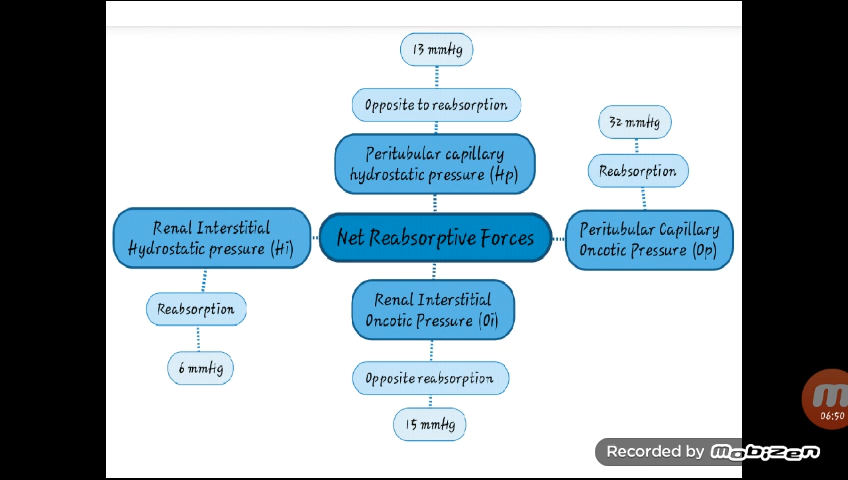 13 mmHg
Opposite to reabsorption
Peritubular capillary
hydrostatic pressure (Hp)
32 mmHg
Reabsorption
Peritubular Capillary
Oncotic Pressure (Op)
Renal Interstitial
Hydrostatic pressure (Hi)
Net Reabsorptive Forces
Reabsorption
6 mmHg
Renal Interstitial
Oncotic Pressure (Oi)
Opposite reabsorption
15 mmHg
06:50
Recorded by mobizen